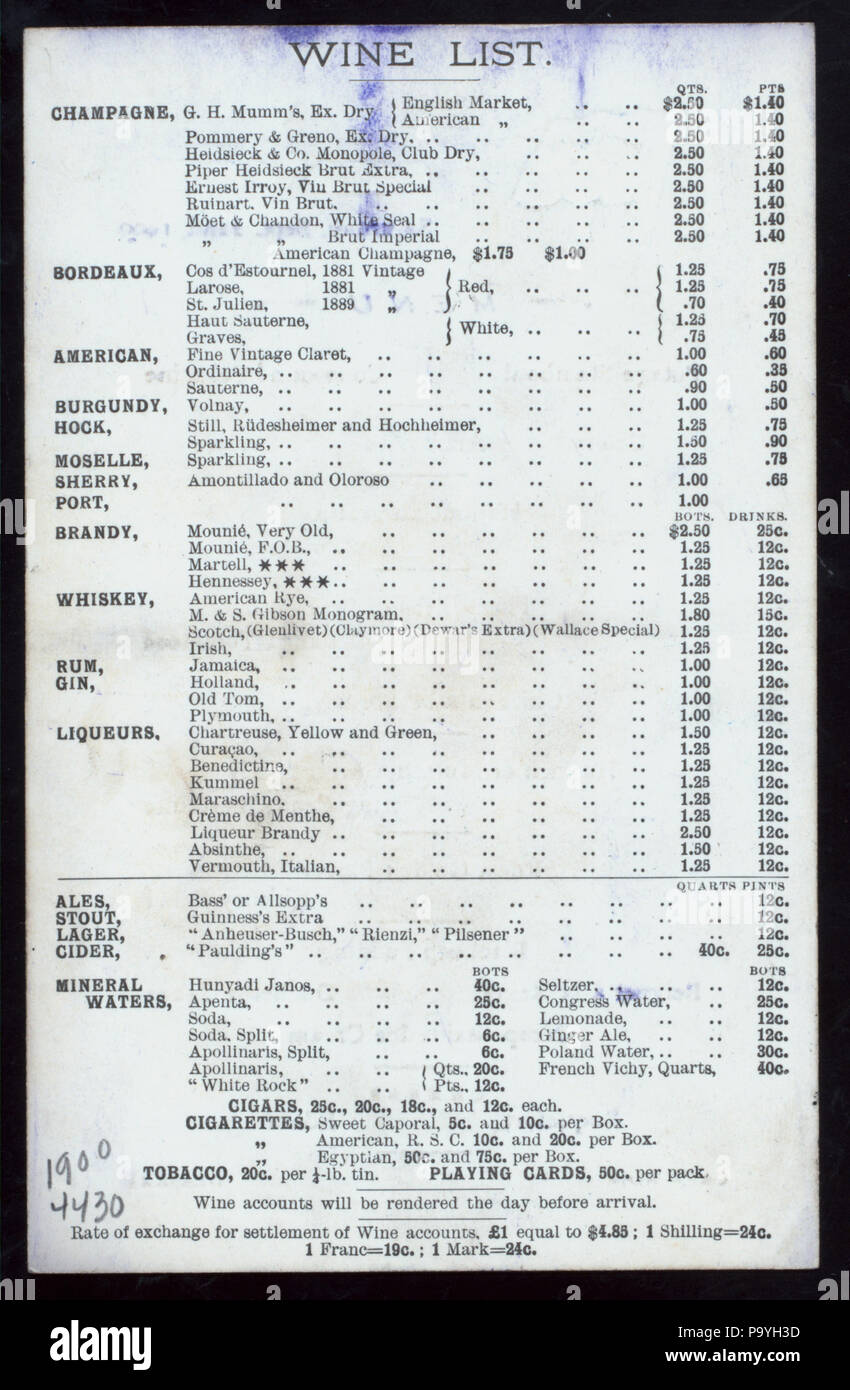 WINE LIST.
QTS. PTS
CHAMPAGNE, G. H. Mumm's, Ex. Dry { English Market, .. .. $2.50 $1.40
American „ .. .. 2.50 1.40
Pommery & Greno, Ex. Dry, .. .. .. .. .. 2.50 1.40
Heidsieck & Co. Monopole, Club Dry, .. .. .. 2.50 1.40
Piper Heidsieck Brut Extra, .. .. .. .. .. 2.50 1.40
Ernest Irroy, Vin Brut Special .. .. .. .. 2.50 1.40
Ruinart. Vin Brut. .. .. .. .. .. .. 2.50 1.40
Möet & Chandon, White Seal .. .. .. .. .. 2.50 1.40
„ „ Brut Imperial .. .. .. .. 2.50 1.40
American Champagne, $1.75 $1.00
BORDEAUX, Cos d'Estournel, 1881 Vintage } { 1.25 .75
Larose, 1881 „ } Red, .. .. .. { 1.25 .75
St. Julien, 1889 „ } { .70 .40
Haut Sauterne, } White, .. .. .. { 1.25 .70
Graves, } { .75 .45
AMERICAN, Fine Vintage Claret, .. .. .. .. .. .. 1.00 .60
Ordinaire, .. .. .. .. .. .. .. .. .60 .35
Sauterne, .. .. .. .. .. .. .. .. .90 .50
BURGUNDY, Volnay, .. .. .. .. .. .. .. .. 1.00 .50
HOCK, Still, Rüdesheimer and Hochheimer, .. .. .. 1.25 .75
Sparkling, .. .. .. .. .. .. .. .. 1.50 .90
MOSELLE, Sparkling, .. .. .. .. .. .. .. .. 1.25 .75
SHERRY, Amontillado and Oloroso .. .. .. .. .. 1.00 .65
PORT, .. .. .. .. .. .. .. .. 1.00
BOTS. DRINKS.
BRANDY, Mounié, Very Old, .. .. .. .. .. .. $2.50 25c.
Mounié, F.O.B., .. .. .. .. .. .. .. 1.25 12c.
Martell, *** .. .. .. .. .. .. .. 1.25 12c.
Hennessey, *** .. .. .. .. .. .. .. 1.25 12c.
WHISKEY, American Rye, .. .. .. .. .. .. .. 1.25 12c.
M. & S. Gibson Monogram. .. .. .. .. .. 1.80 15c.
Scotch,(Glenlivet)(Claymore)(Dewar's Extra)(Wallace Special) 1.25 12c.
Irish, .. .. .. .. .. .. .. .. 1.25 12c.
RUM, Jamaica, .. .. .. .. .. .. .. .. 1.00 12c.
GIN, Holland, .. .. .. .. .. .. .. .. 1.00 12c.
Old Tom, .. .. .. .. .. .. .. .. 1.00 12c.
Plymouth, .. .. .. .. .. .. .. .. 1.00 12c.
LIQUEURS. Chartreuse, Yellow and Green, .. .. .. .. 1.50 12c.
Curaçao, .. .. .. .. .. .. .. .. 1.25 12c.
Benedictine, .. .. .. .. .. .. .. 1.25 12c.
Kummel .. .. .. .. .. .. .. .. 1.25 12c.
Maraschino. .. .. .. .. .. .. .. 1.25 12c.
Crème de Menthe, .. .. .. .. .. .. 1.25 12c.
Liqueur Brandy .. .. .. .. .. .. .. 2.50 12c.
Absinthe, .. .. .. .. .. .. .. .. 1.50 12c.
Vermouth, Italian, .. .. .. .. .. .. 1.25 12c.
QUARTS PINTS
ALES, Bass' or Allsopp's .. .. .. .. .. .. .. .. 12c.
STOUT, Guinness's Extra .. .. .. .. .. .. .. .. 12c.
LAGER, "Anheuser-Busch," "Rienzi," "Pilsener" .. .. .. .. 12c.
CIDER, "Paulding's" .. .. .. .. .. .. .. .. 40c. 25c.
BOTS BOTS
MINERAL Hunyadi Janos, .. .. .. 40c. Seltzer. .. .. .. 12c.
WATERS, Apenta, .. .. .. .. 25c. Congress Water, .. .. 25c.
Soda, .. .. .. .. 12c. Lemonade, .. .. 12c.
Soda. Split, .. .. .. 6c. Ginger Ale, .. .. 12c.
Apollinaris, Split, .. .. 6c. Poland Water, .. .. 30c.
Apollinaris, .. .. { Qts., 20c. French Vichy, Quarts, 40c.
"White Rock" .. .. { Pts., 12c.
CIGARS, 25c., 20c., 18c., and 12c. each.
CIGARETTES, Sweet Caporal, 5c. and 10c. per Box.
„ American, R. S. C. 10c. and 20c. per Box.
„ Egyptian, 50c. and 75c. per Box.
TOBACCO, 20c. per ¼-lb. tin. PLAYING CARDS, 50c. per pack.
1900
4430
Wine accounts will be rendered the day before arrival.
Rate of exchange for settlement of Wine accounts, £1 equal to $4.85 ; 1 Shilling=24c.
1 Franc=19c. ; 1 Mark=24c.
alamy
Image ID: P9YH3D
www.alamy.com